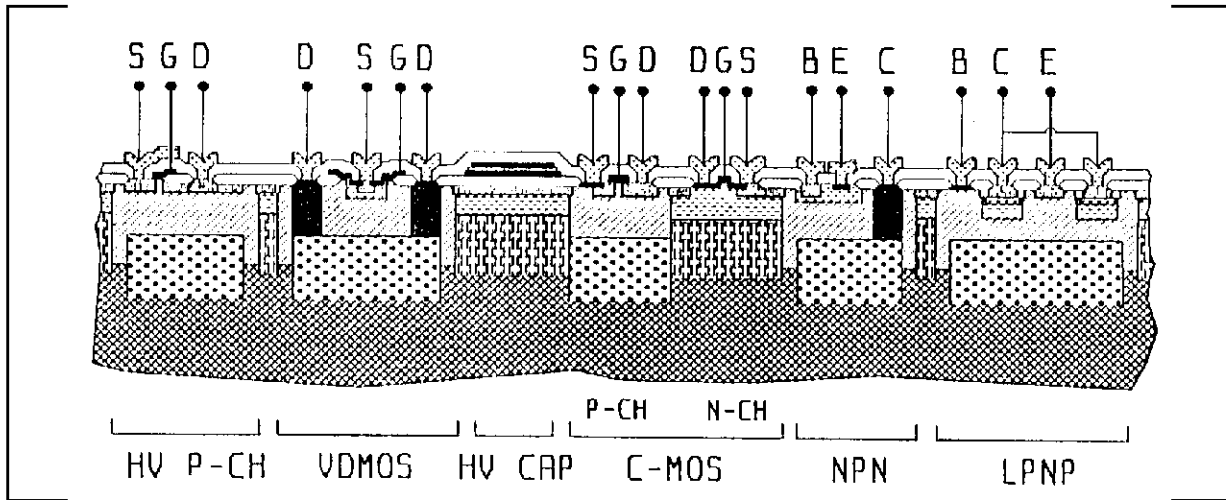 S G D D S G D S G D D G S B E C B C E
P-CH N-CH
HV P-CH VDMOS HV CAP C-MOS NPN LPNP